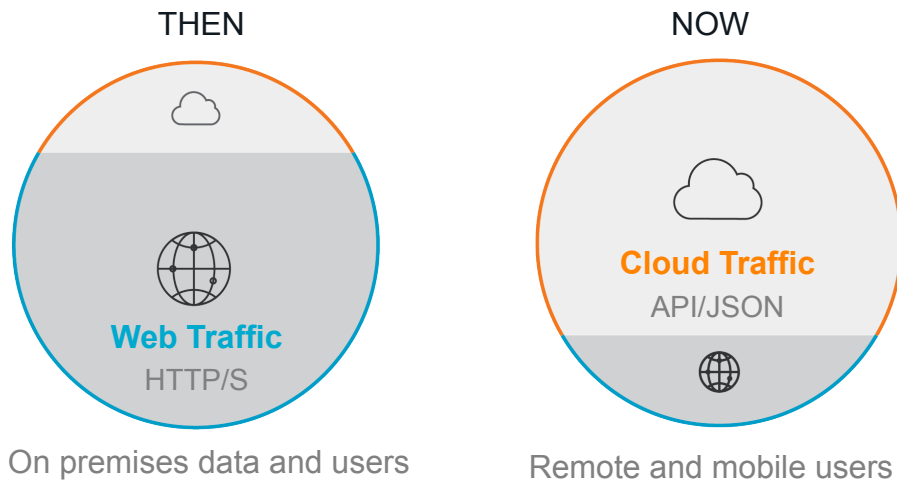 THEN
Web Traffic
HTTP/S
On premises data and users
NOW
Cloud Traffic
API/JSON
Remote and mobile users